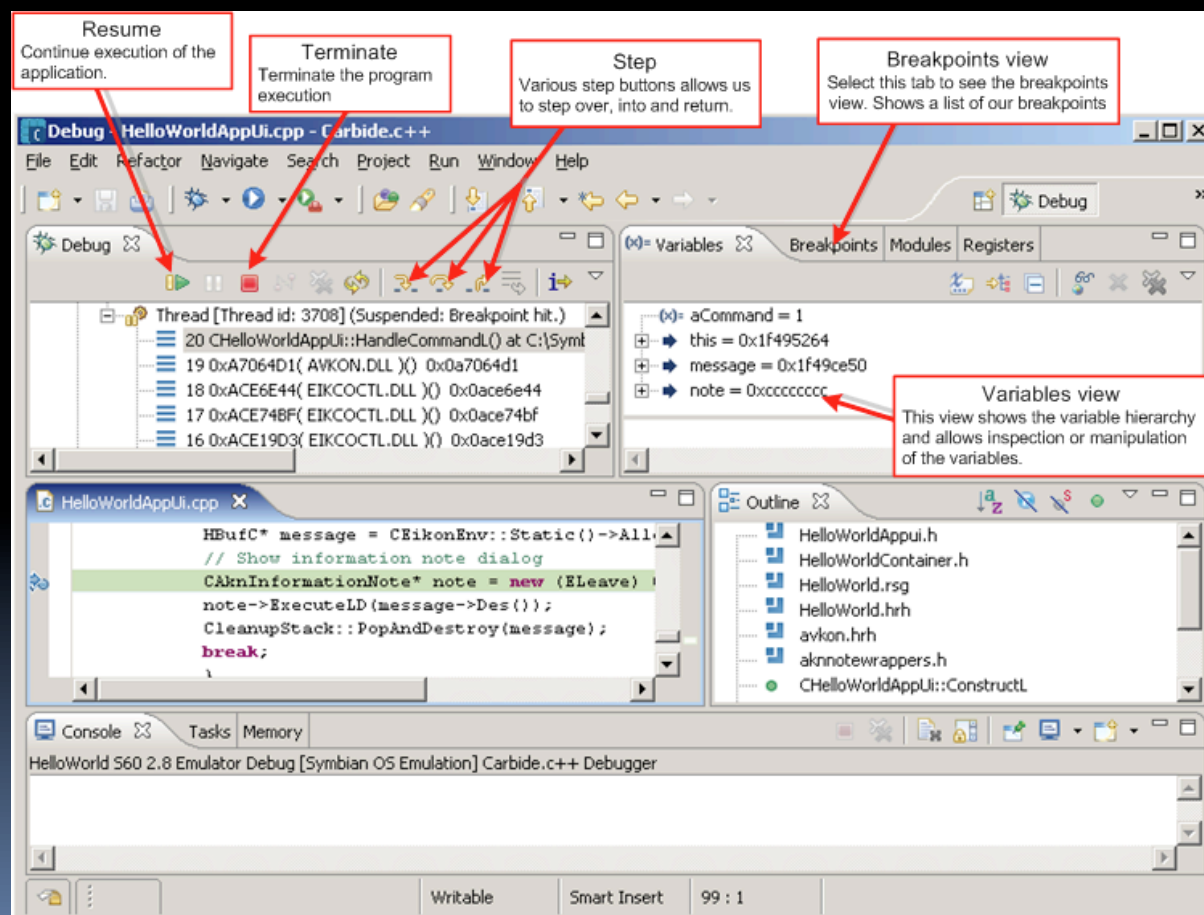 Resume
Continue execution of the
application.
Terminate
Terminate the program
execution
Step
Various step buttons allows us
to step over, into and return.
Breakpoints view
Select this tab to see the breakpoints
view. Shows a list of our breakpoints
Debug - HelloWorldAppUi.cpp - Carbide.c++
File Edit Refactor Navigate Search Project Run Window Help
Debug
Debug
Variables Breakpoints Modules Registers
Thread [Thread id: 3708] (Suspended: Breakpoint hit.)
20 CHelloWorldAppUi::HandleCommandL() at C:\Symb
19 0xA7064D1( AVKON.DLL )() 0x0a7064d1
18 0xACE6E44( EIKCOCTL.DLL )() 0x0ace6e44
17 0xACE74BF( EIKCOCTL.DLL )() 0x0ace74bf
16 0xACE19D3( EIKCOCTL.DLL )() 0x0ace19d3
(x)= aCommand = 1
this = 0x1f495264
message = 0x1f49ce50
note = 0xcccccccc
Variables view
This view shows the variable hierarchy
and allows inspection or manipulation
of the variables.
HelloWorldAppUi.cpp
HBufC* message = CEikonEnv::Static()->All
// Show information note dialog
CAknInformationNote* note = new (ELeave)
note->ExecuteLD(message->Des());
CleanupStack::PopAndDestroy(message);
break;
}
Outline
HelloWorldAppui.h
HelloWorldContainer.h
HelloWorld.rsg
HelloWorld.hrh
avkon.hrh
aknnotewrappers.h
CHelloWorldAppUi::ConstructL
Console Tasks Memory
HelloWorld S60 2.8 Emulator Debug [Symbian OS Emulation] Carbide.c++ Debugger
Writable Smart Insert 99 : 1